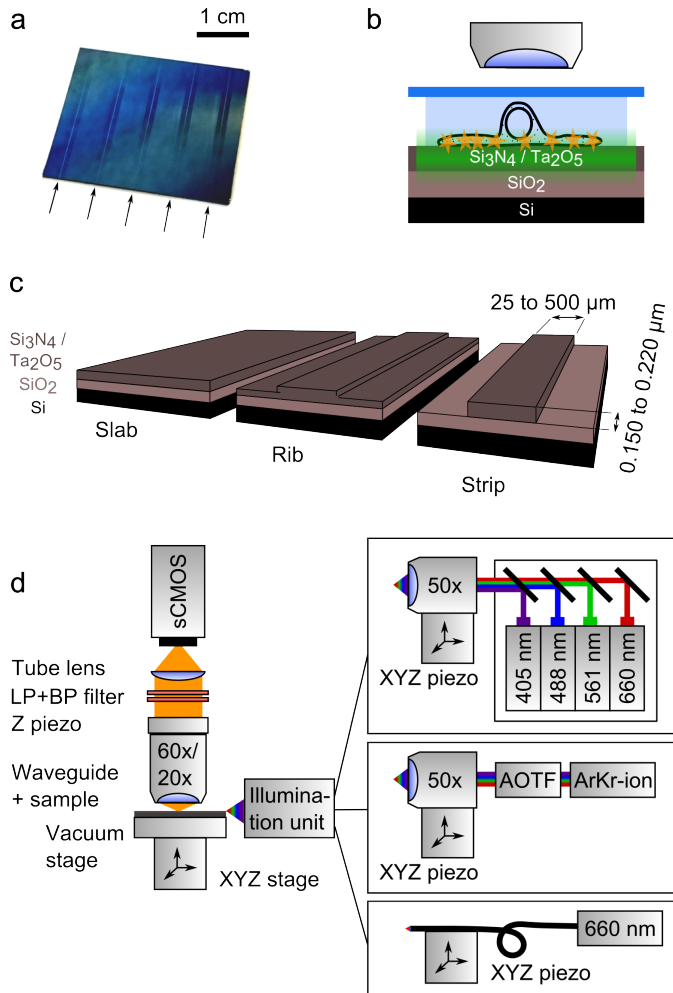 a
1 cm
b
Si3N4 / Ta2O5
SiO2
Si
c
Si3N4 /
Ta2O5
SiO2
Si
Slab
Rib
Strip
25 to 500 µm
0.150 to 0.220 µm
d
sCMOS
Tube lens
LP+BP filter
Z piezo
60x/
20x
Waveguide
+ sample
Vacuum
stage
XYZ stage
Illumina-
tion unit
50x
XYZ piezo
405 nm
488 nm
561 nm
660 nm
50x
AOTF
ArKr-ion
XYZ piezo
660 nm
XYZ piezo